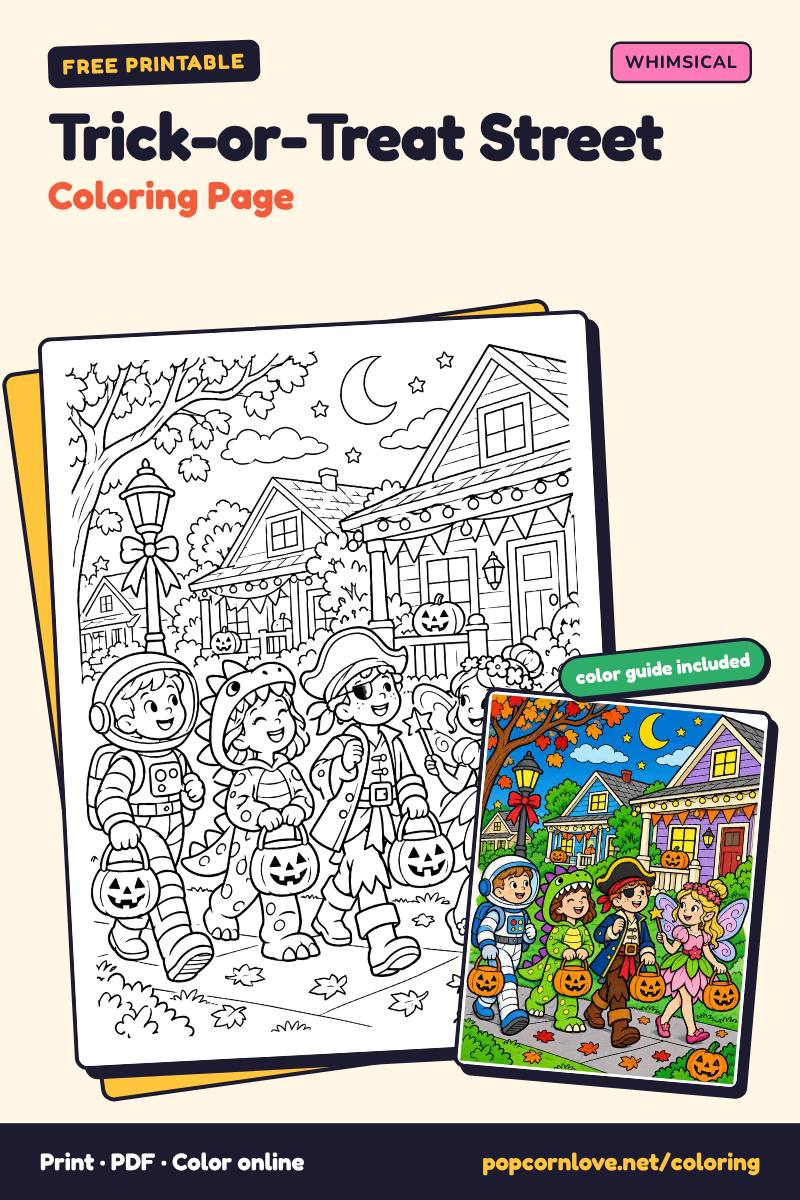 FREE PRINTABLE
WHIMSICAL
Trick-or-Treat Street
Coloring Page
color guide included
Print · PDF · Color online
popcornlove.net/coloring